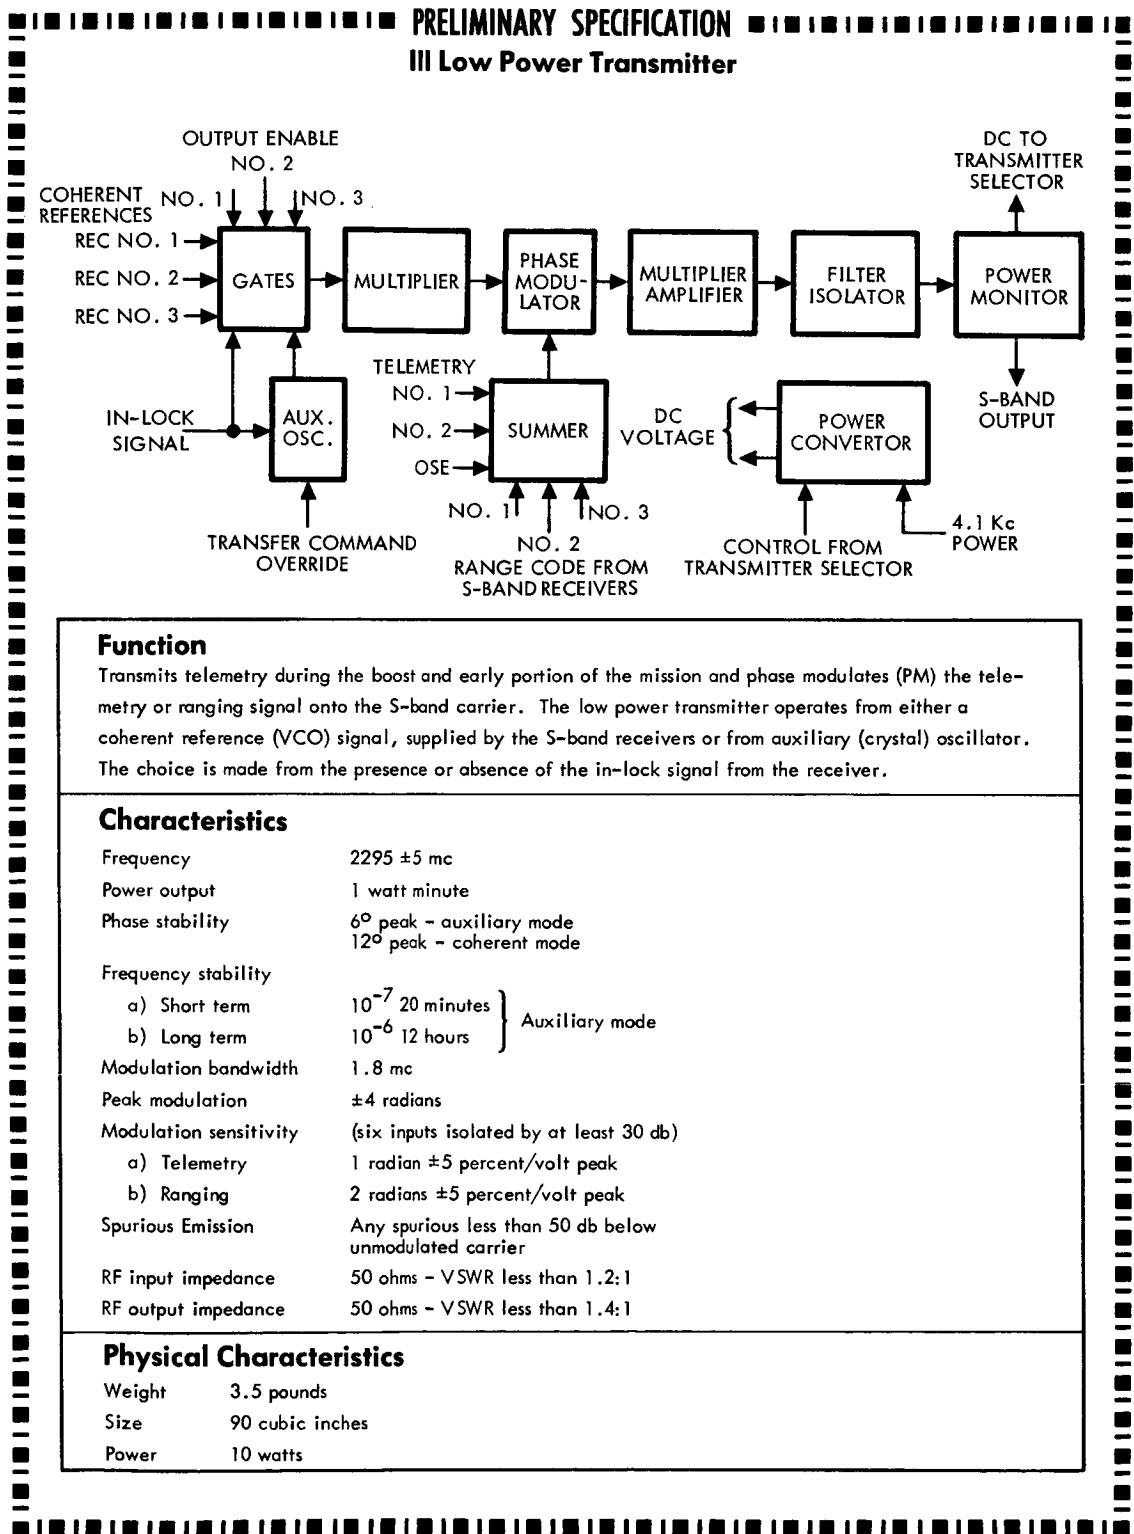 PRELIMINARY SPECIFICATION
III Low Power Transmitter
OUTPUT ENABLE
NO. 2
NO. 1
NO. 3
COHERENT
REFERENCES
REC NO. 1
REC NO. 2
REC NO. 3
GATES
MULTIPLIER
PHASE
MODU-
LATOR
MULTIPLIER
AMPLIFIER
FILTER
ISOLATOR
POWER
MONITOR
DC TO
TRANSMITTER
SELECTOR
S-BAND
OUTPUT
IN-LOCK
SIGNAL
AUX.
OSC.
TRANSFER COMMAND
OVERRIDE
TELEMETRY
NO. 1
NO. 2
OSE
SUMMER
NO. 1
NO. 2
NO. 3
RANGE CODE FROM
S-BAND RECEIVERS
DC
VOLTAGE
POWER
CONVERTOR
CONTROL FROM
TRANSMITTER SELECTOR
4.1 Kc
POWER
Function
Transmits telemetry during the boost and early portion of the mission and phase modulates (PM) the tele-
metry or ranging signal onto the S-band carrier. The low power transmitter operates from either a
coherent reference (VCO) signal, supplied by the S-band receivers or from auxiliary (crystal) oscillator.
The choice is made from the presence or absence of the in-lock signal from the receiver.
Characteristics
Frequency 2295 ±5 mc
Power output 1 watt minute
Phase stability 6° peak - auxiliary mode
12° peak - coherent mode
Frequency stability
a) Short term 10⁻⁷ 20 minutes
b) Long term 10⁻⁶ 12 hours
Auxiliary mode
Modulation bandwidth 1.8 mc
Peak modulation ±4 radians
Modulation sensitivity (six inputs isolated by at least 30 db)
a) Telemetry 1 radian ±5 percent/volt peak
b) Ranging 2 radians ±5 percent/volt peak
Spurious Emission Any spurious less than 50 db below
unmodulated carrier
RF input impedance 50 ohms - VSWR less than 1.2:1
RF output impedance 50 ohms - VSWR less than 1.4:1
Physical Characteristics
Weight 3.5 pounds
Size 90 cubic inches
Power 10 watts